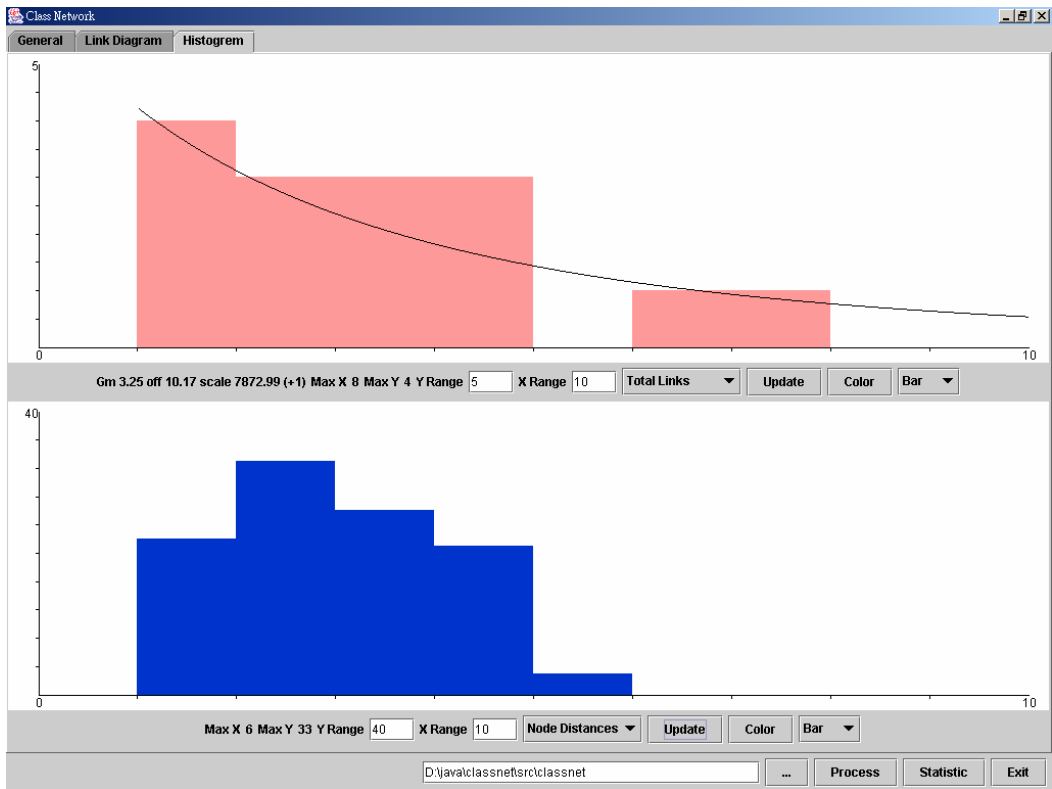 Class Network
General Link Diagram Histogrem
5
0 10
Gm 3.25 off 10.17 scale 7872.99 (+1) Max X 8 Max Y 4 Y Range 5 X Range 10 Total Links Update Color Bar
40
0 10
Max X 6 Max Y 33 Y Range 40 X Range 10 Node Distances Update Color Bar
D:\java\classnet\src\classnet ... Process Statistic Exit